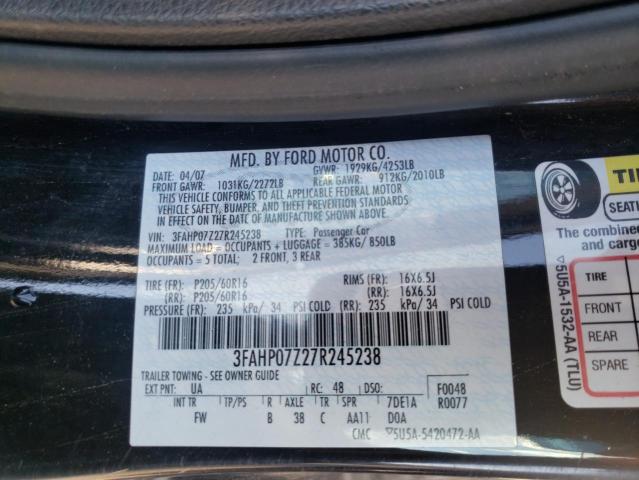 MFD. BY FORD MOTOR CO.
04/07 GVWR: 1929KG/4253LB
FRONT GAWR: 1031KG/2272LB REAR GAWR: 912KG/2010LB
THIS VEHICLE CONFORMS TO ALL APPLICABLE FEDERAL MOTOR
VEHICLE SAFETY, BUMPER, AND THEFT PREVENTION STANDARDS
IN EFFECT ON THE DATE OF MANUFACTURE SHOWN ABOVE.
VIN: 3FAHP07Z27R245238 TYPE: Passenger Car
MAXIMUM LOAD = OCCUPANTS + LUGGAGE = 385KG/850LB
OCCUPANTS = 5 TOTAL; 2 FRONT, 3 REAR
TIRE (FR): P205/60R16 RIMS (FR): 16X6.5J
(RR): P205/60R16 (RR): 16X6.5J
PRESSURE (FR): 235 kPa/ 34 PSI COLD (RR): 235 kPa/ 34 PSI COLD
3FAHP07Z27R245238
TRAILER TOWING - SEE OWNER GUIDE
EXT PNT: UA RC: 48 DSO: F0048
INT TR TP/PS R AXLE TR SPR 7DE1A R0077
FW B 38 C AA11 D0A
CMC ▽5U5A-5420472-AA
TI
SEATI
The combined
and cargo
TIRE
FRONT
REAR
SPARE
▽5U5A-1532-AA (TLU)